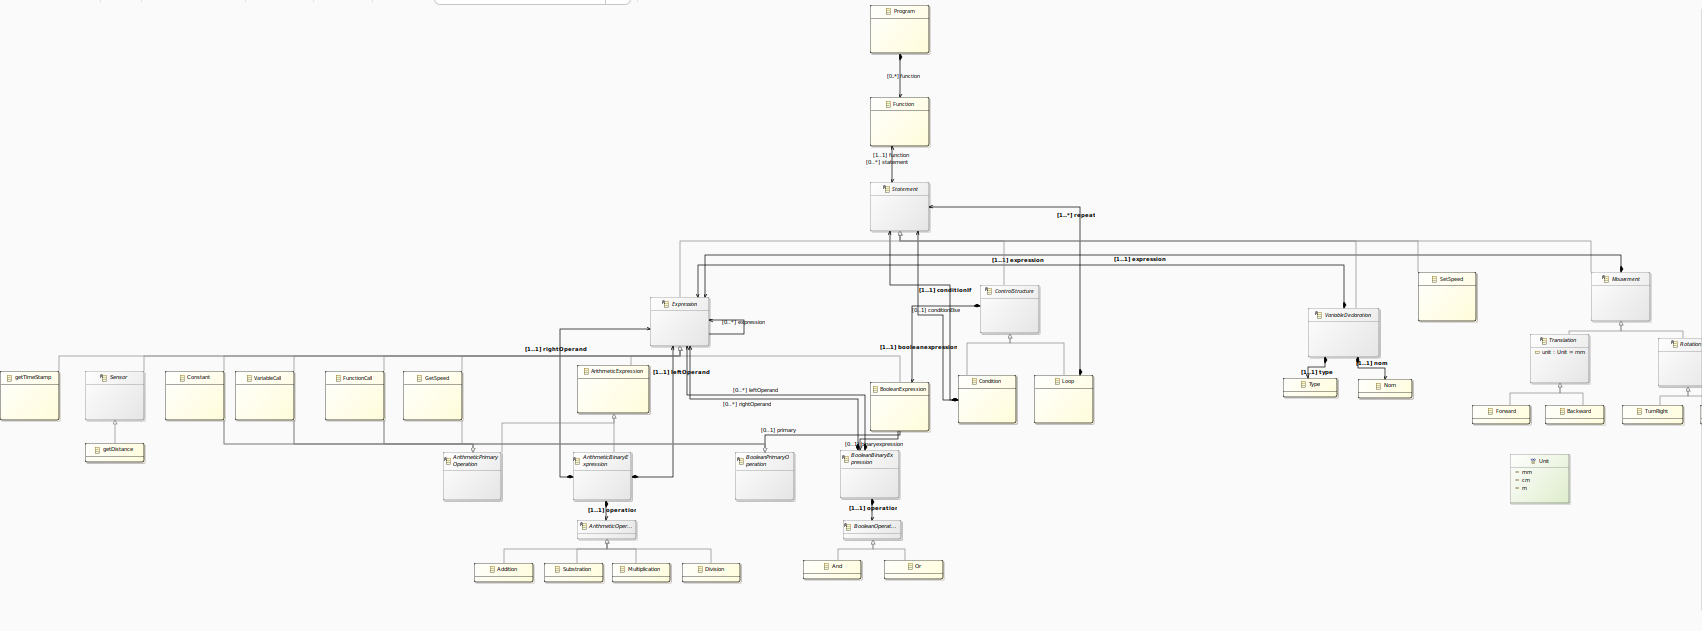 Program
[0..*] function
Function
[1..1] function
[0..*] statement
Statement
[1..*] repeat
[1..1] expression
[1..1] expression
SetSpeed
Mouvement
[1..1] conditionIf
ControlStructure
Expression
[0..1] conditionElse
VariableDeclaration
[0..*] expression
Translation
unit : Unit = mm
Rotation
[1..1] rightOperand
[1..1] booleanexpression
[1..1] nom
[1..1] type
getTimeStamp
Sensor
Constant
VariableCall
FunctionCall
GetSpeed
ArithmeticExpression
[1..1] leftOperand
BooleanExpression
Condition
Loop
Type
Nom
[0..*] leftOperand
[0..*] rightOperand
Forward
Backward
TurnRight
[0..1] primary
[0..1] binaryexpression
getDistance
ArithmeticPrimary
Operation
ArithmeticBinaryE
xpression
BooleanPrimaryO
peration
BooleanBinaryEx
pression
Unit
mm
cm
m
[1..1] operation
[1..1] operation
ArithmeticOper...
BooleanOperat...
Addition
Substration
Multiplication
Division
And
Or